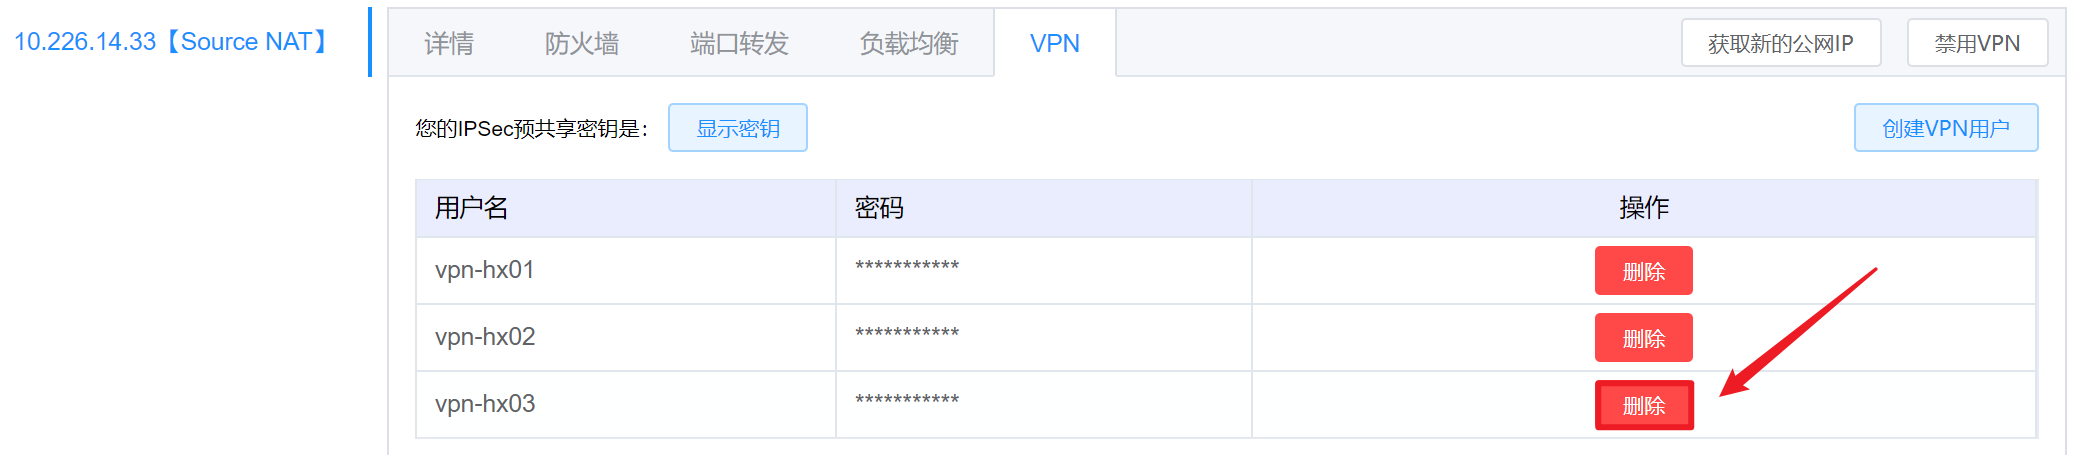 10.226.14.33【Source NAT】
详情 防火墙 端口转发 负载均衡 VPN 获取新的公网IP 禁用VPN
您的IPSec预共享密钥是： 显示密钥 创建VPN用户
用户名 密码 操作
vpn-hx01 *********** 删除
vpn-hx02 *********** 删除
vpn-hx03 *********** 删除